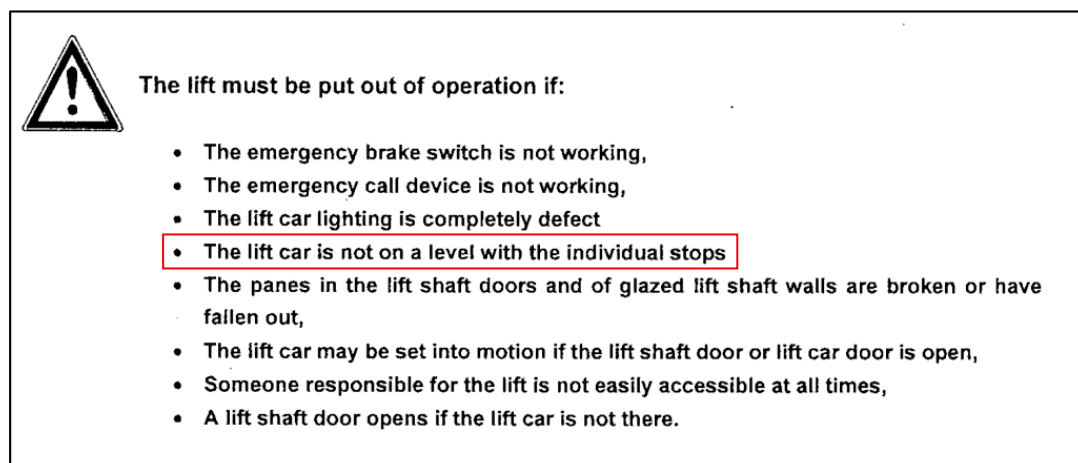 The lift must be put out of operation if:
• The emergency brake switch is not working,
• The emergency call device is not working,
• The lift car lighting is completely defect
• The lift car is not on a level with the individual stops
• The panes in the lift shaft doors and of glazed lift shaft walls are broken or have
fallen out,
• The lift car may be set into motion if the lift shaft door or lift car door is open,
• Someone responsible for the lift is not easily accessible at all times,
• A lift shaft door opens if the lift car is not there.